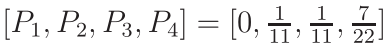 $[P_1, P_2, P_3, P_4] = [0, \frac{1}{11}, \frac{1}{11}, \frac{7}{22}]$